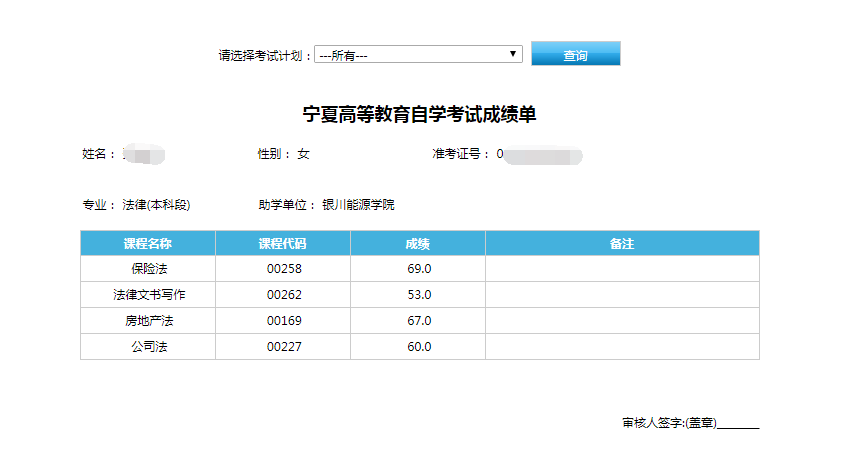 请选择考试计划： ---所有--- 查询
宁夏高等教育自学考试成绩单
姓名： 性别： 女 准考证号： 0
专业： 法律(本科段) 助学单位： 银川能源学院
课程名称 课程代码 成绩 备注
保险法 00258 69.0
法律文书写作 00262 53.0
房地产法 00169 67.0
公司法 00227 60.0
审核人签字:(盖章)_______